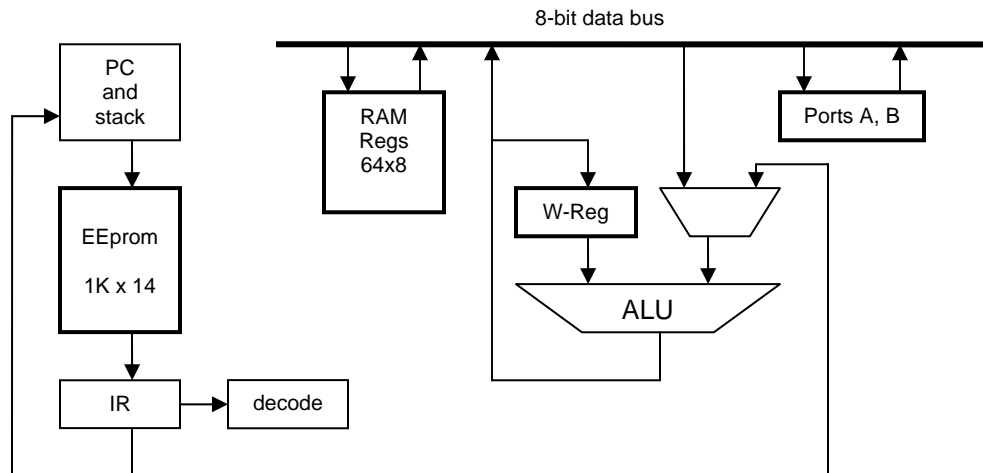 8-bit data bus
PC
and
stack
RAM
Regs
64x8
Ports A, B
W-Reg
EEprom
1K x 14
ALU
IR
decode